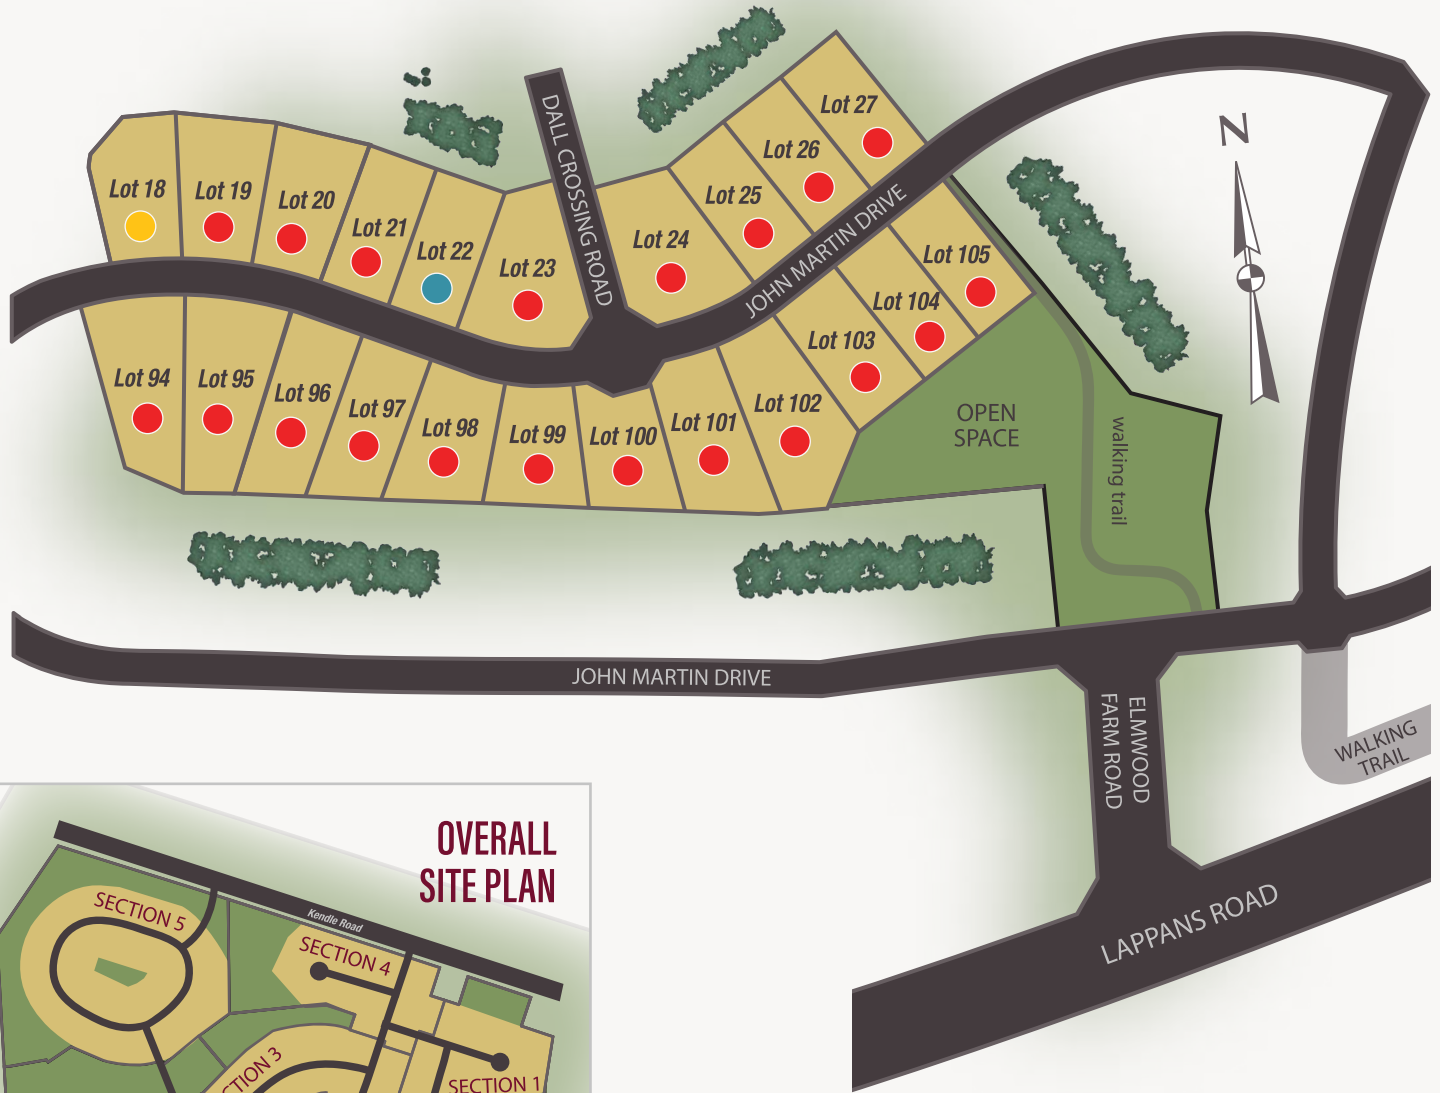 Lot 18
Lot 19
Lot 20
Lot 21
Lot 22
Lot 23
DALL CROSSING ROAD
Lot 24
Lot 25
Lot 26
Lot 27
JOHN MARTIN DRIVE
N
Lot 94
Lot 95
Lot 96
Lot 97
Lot 98
Lot 99
Lot 100
Lot 101
Lot 102
Lot 103
Lot 104
Lot 105
OPEN
SPACE
walking trail
JOHN MARTIN DRIVE
ELMWOOD
FARM ROAD
WALKING
TRAIL
LAPPANS ROAD
OVERALL
SITE PLAN
Kendle Road
SECTION 5
SECTION 4
CTION 3
SECTION 1